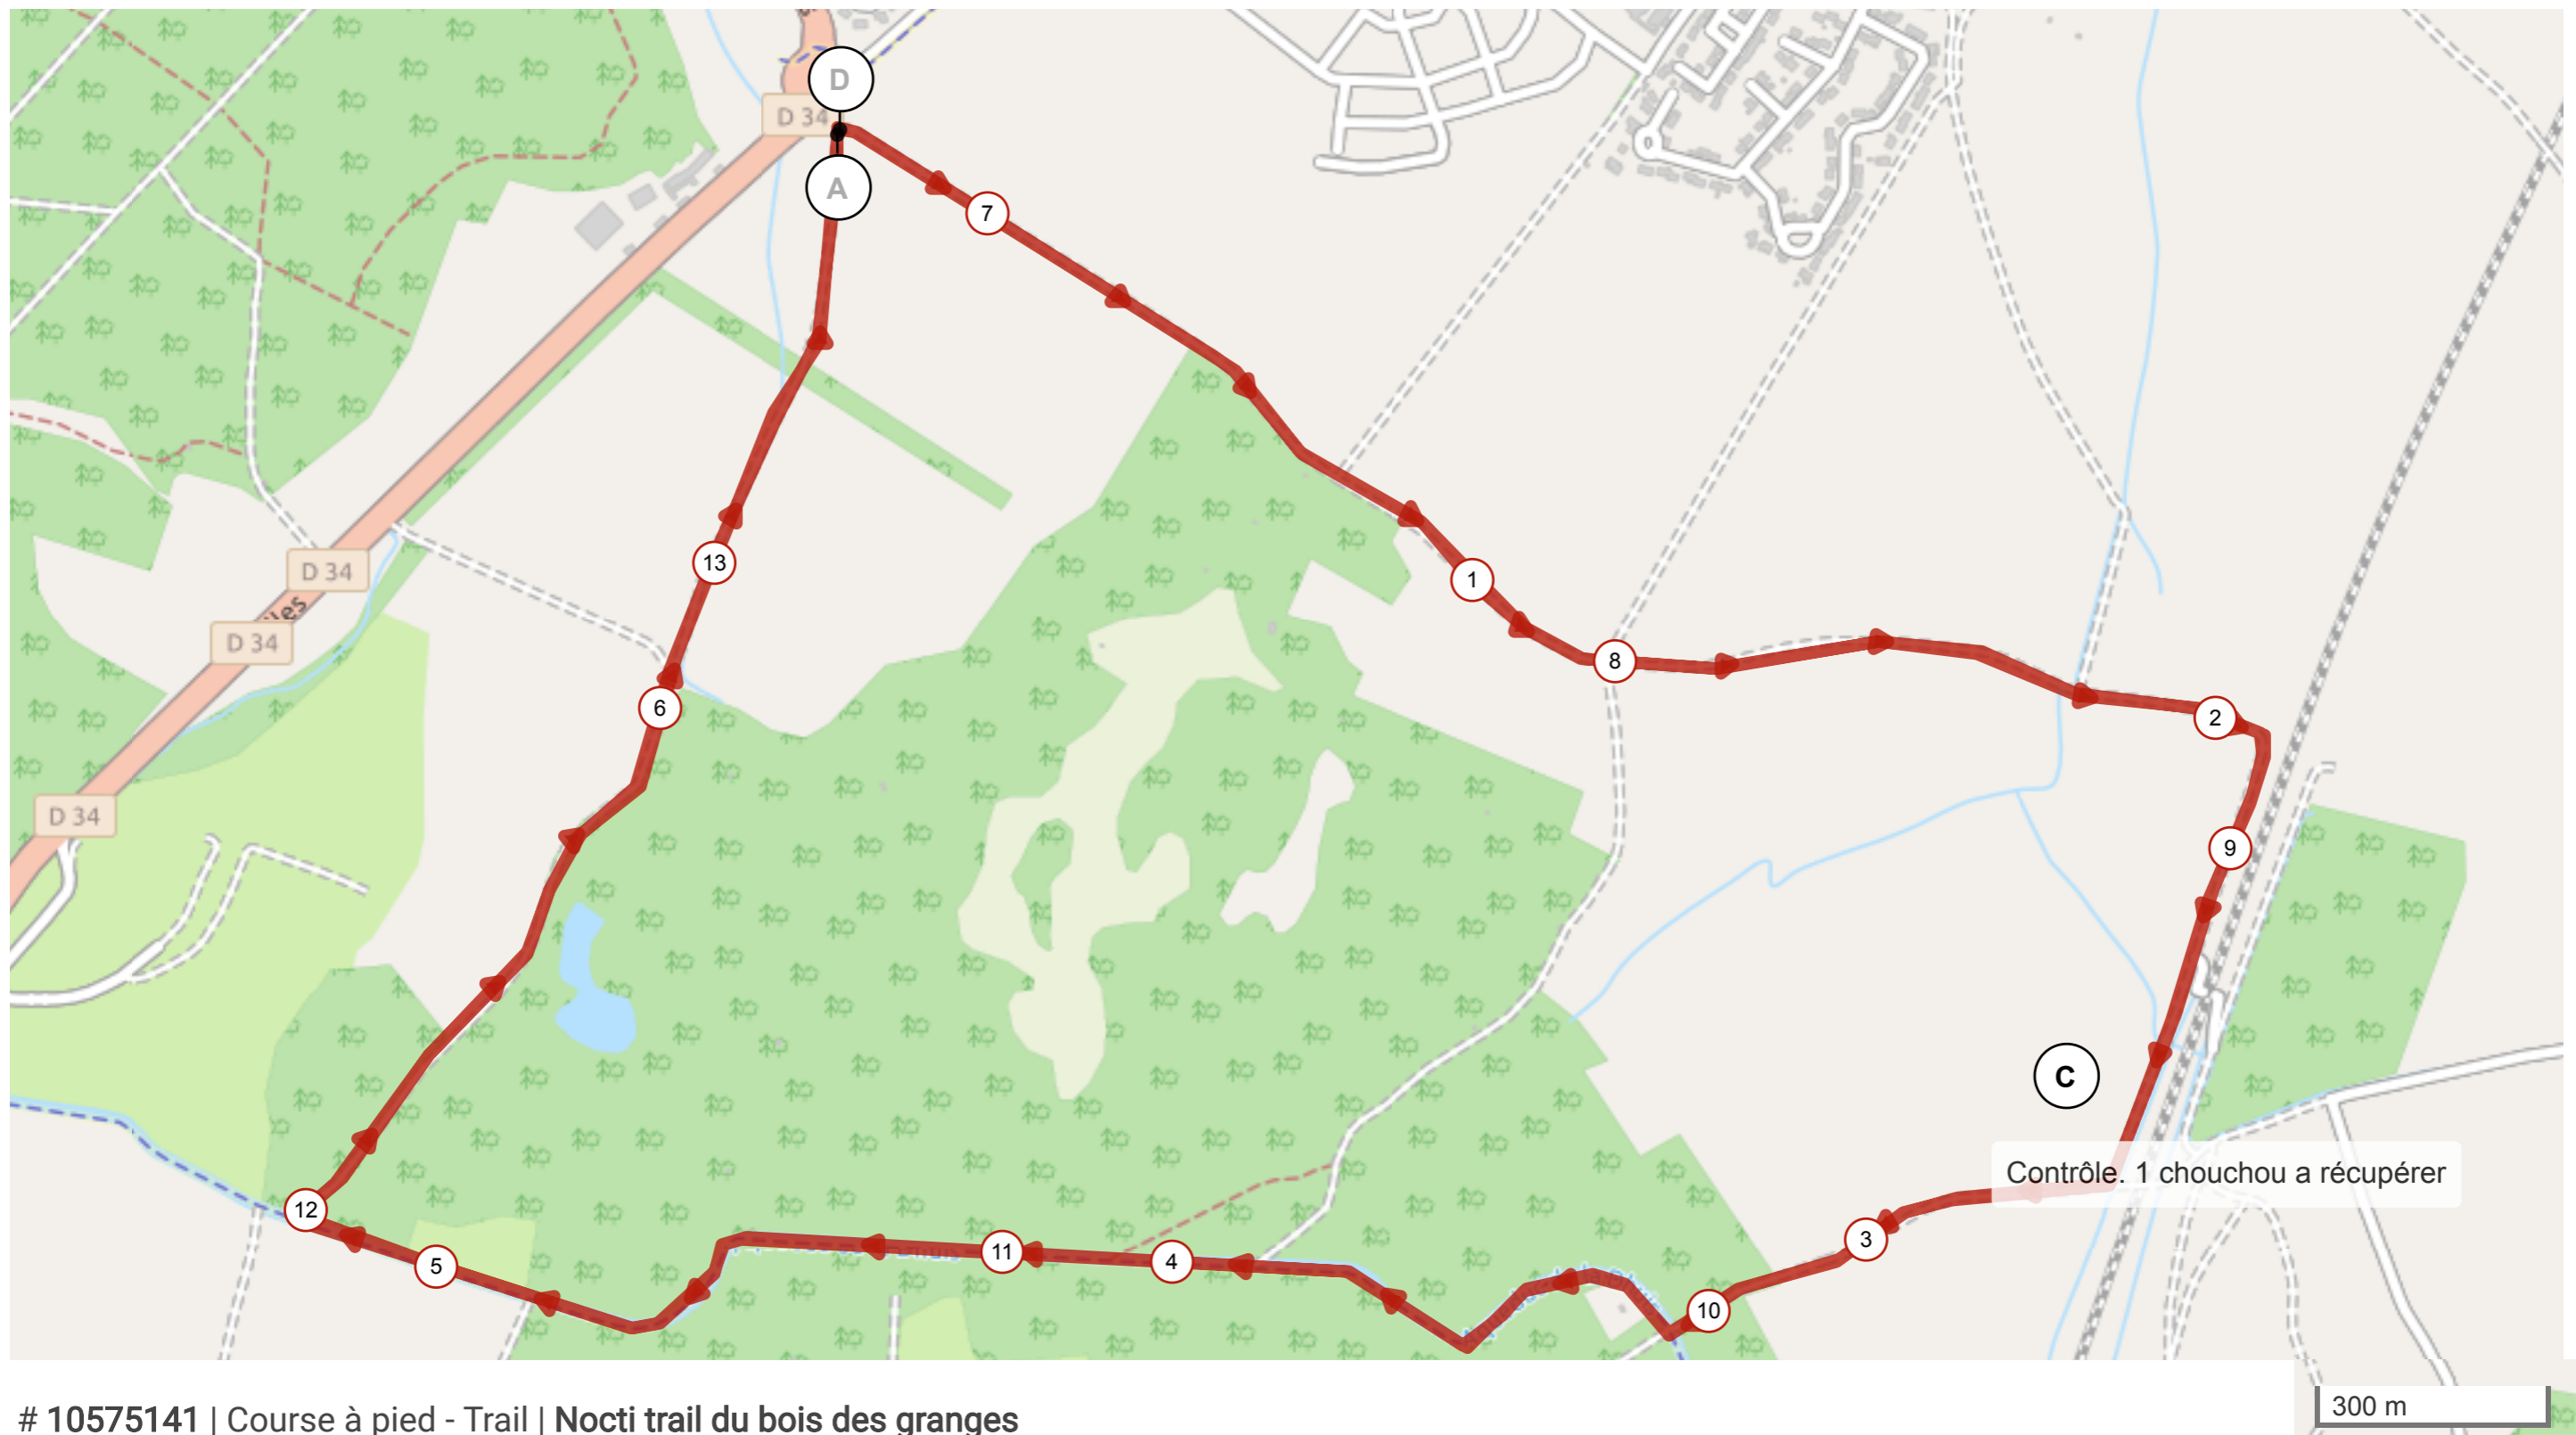 D
D 34
A
7
D 34
13
1
lles
D 34
8
6
2
D 34
9
C
Contrôle. 1 chouchou a récupérer
12
3
11
4
5
10
300 m
# 10575141 | Course à pied - Trail | Nocti trail du bois des granges